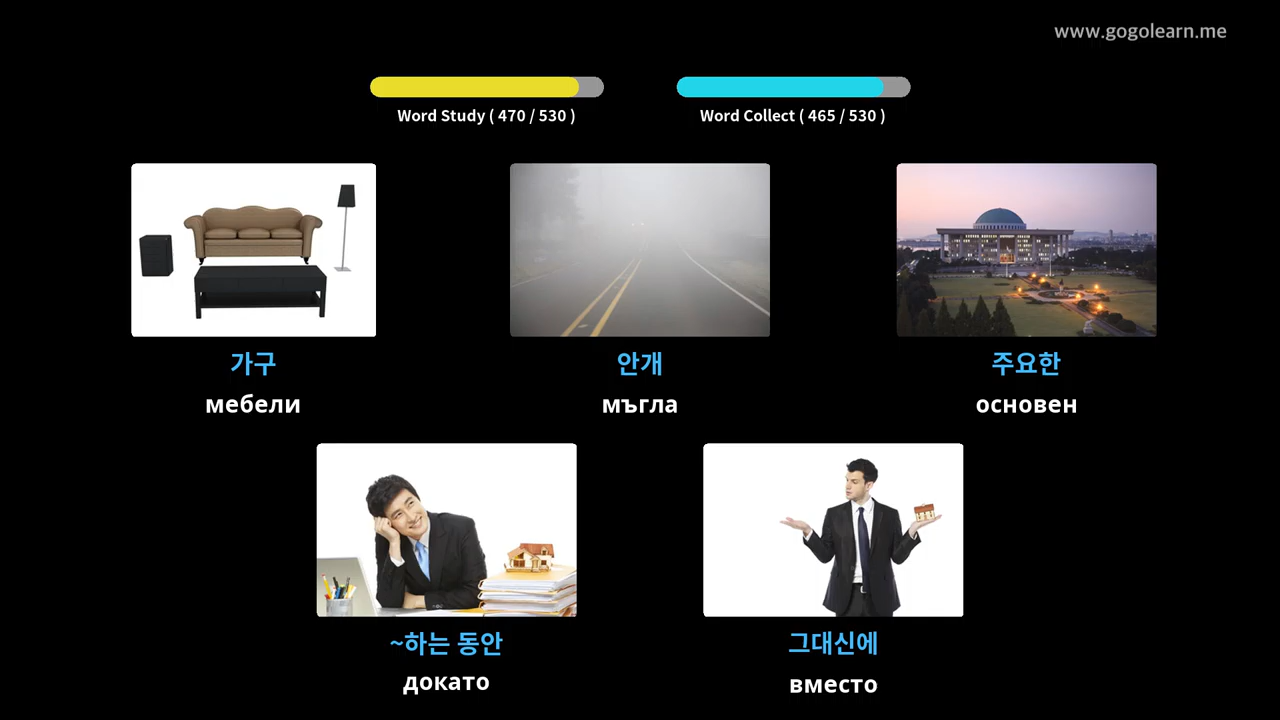 www.gogolearn.me
Word Study ( 470 / 530 )
Word Collect ( 465 / 530 )
가구
мебели
안개
мъгла
주요한
основен
~하는 동안
докато
그대신에
вместо